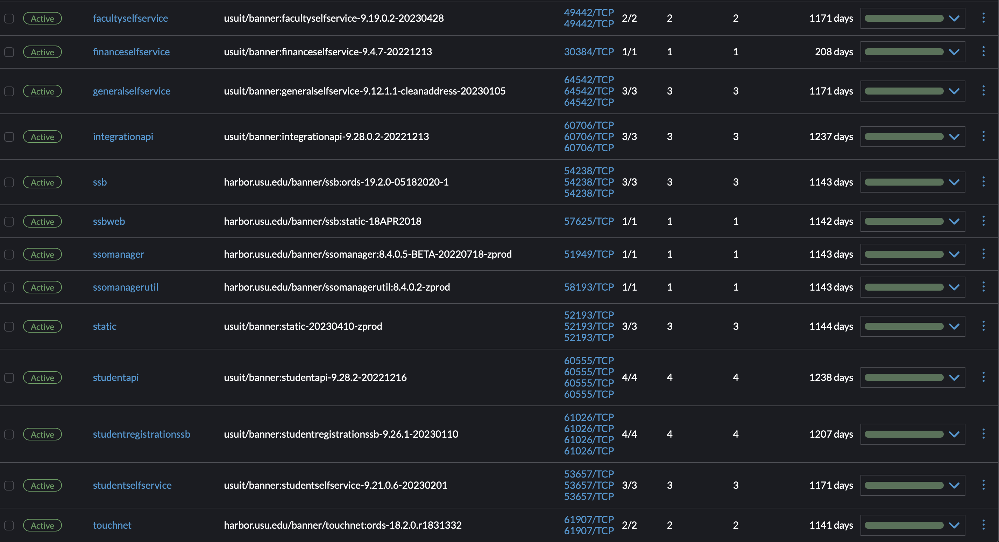 Active facultyselfservice usuit/banner:facultyselfservice-9.19.0.2-20230428 49442/TCP 2/2 2 2 1171 days
49442/TCP
Active financeselfservice usuit/banner:financeselfservice-9.4.7-20221213 30384/TCP 1/1 1 1 208 days
64542/TCP
Active generalselfservice usuit/banner:generalselfservice-9.12.1.1-cleanaddress-20230105 64542/TCP 3/3 3 3 1171 days
64542/TCP
60706/TCP
Active integrationapi usuit/banner:integrationapi-9.28.0.2-20221213 60706/TCP 3/3 3 3 1237 days
60706/TCP
54238/TCP
Active ssb harbor.usu.edu/banner/ssb:ords-19.2.0-05182020-1 54238/TCP 3/3 3 3 1143 days
54238/TCP
Active ssbweb harbor.usu.edu/banner/ssb:static-18APR2018 57625/TCP 1/1 1 1 1142 days
Active ssomanager harbor.usu.edu/banner/ssomanager:8.4.0.5-BETA-20220718-zprod 51949/TCP 1/1 1 1 1143 days
Active ssomanagerutil harbor.usu.edu/banner/ssomanagerutil:8.4.0.2-zprod 58193/TCP 1/1 1 1 1143 days
52193/TCP
Active static usuit/banner:static-20230410-zprod 52193/TCP 3/3 3 3 1144 days
52193/TCP
60555/TCP
60555/TCP
Active studentapi usuit/banner:studentapi-9.28.2-20221216 4/4 4 4 1238 days
60555/TCP
60555/TCP
61026/TCP
61026/TCP
Active studentregistrationssb usuit/banner:studentregistrationssb-9.26.1-20230110 4/4 4 4 1207 days
61026/TCP
61026/TCP
53657/TCP
Active studentselfservice usuit/banner:studentselfservice-9.21.0.6-20230201 53657/TCP 3/3 3 3 1171 days
53657/TCP
Active touchnet harbor.usu.edu/banner/touchnet:ords-18.2.0.r1831332 61907/TCP 2/2 2 2 1141 days
61907/TCP